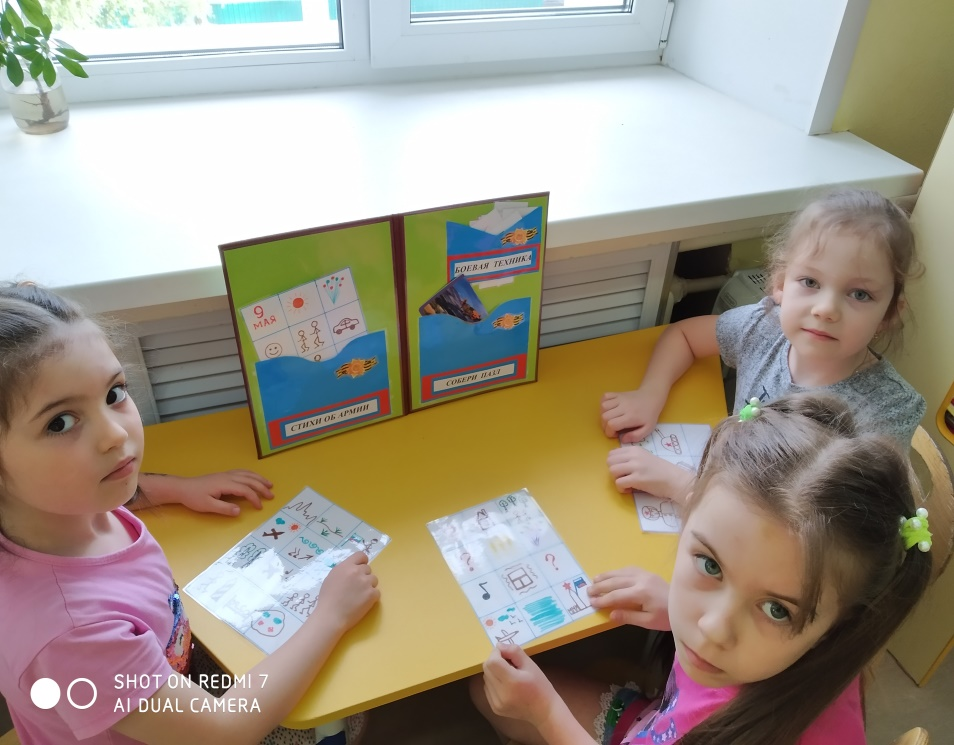 9
МАЯ
СТИХИ ОБ АРМИИ
БОЕВАЯ ТЕХНИКА
СОБЕРИ ПАЗЛ
? ?
SHOT ON REDMI 7
AI DUAL CAMERA